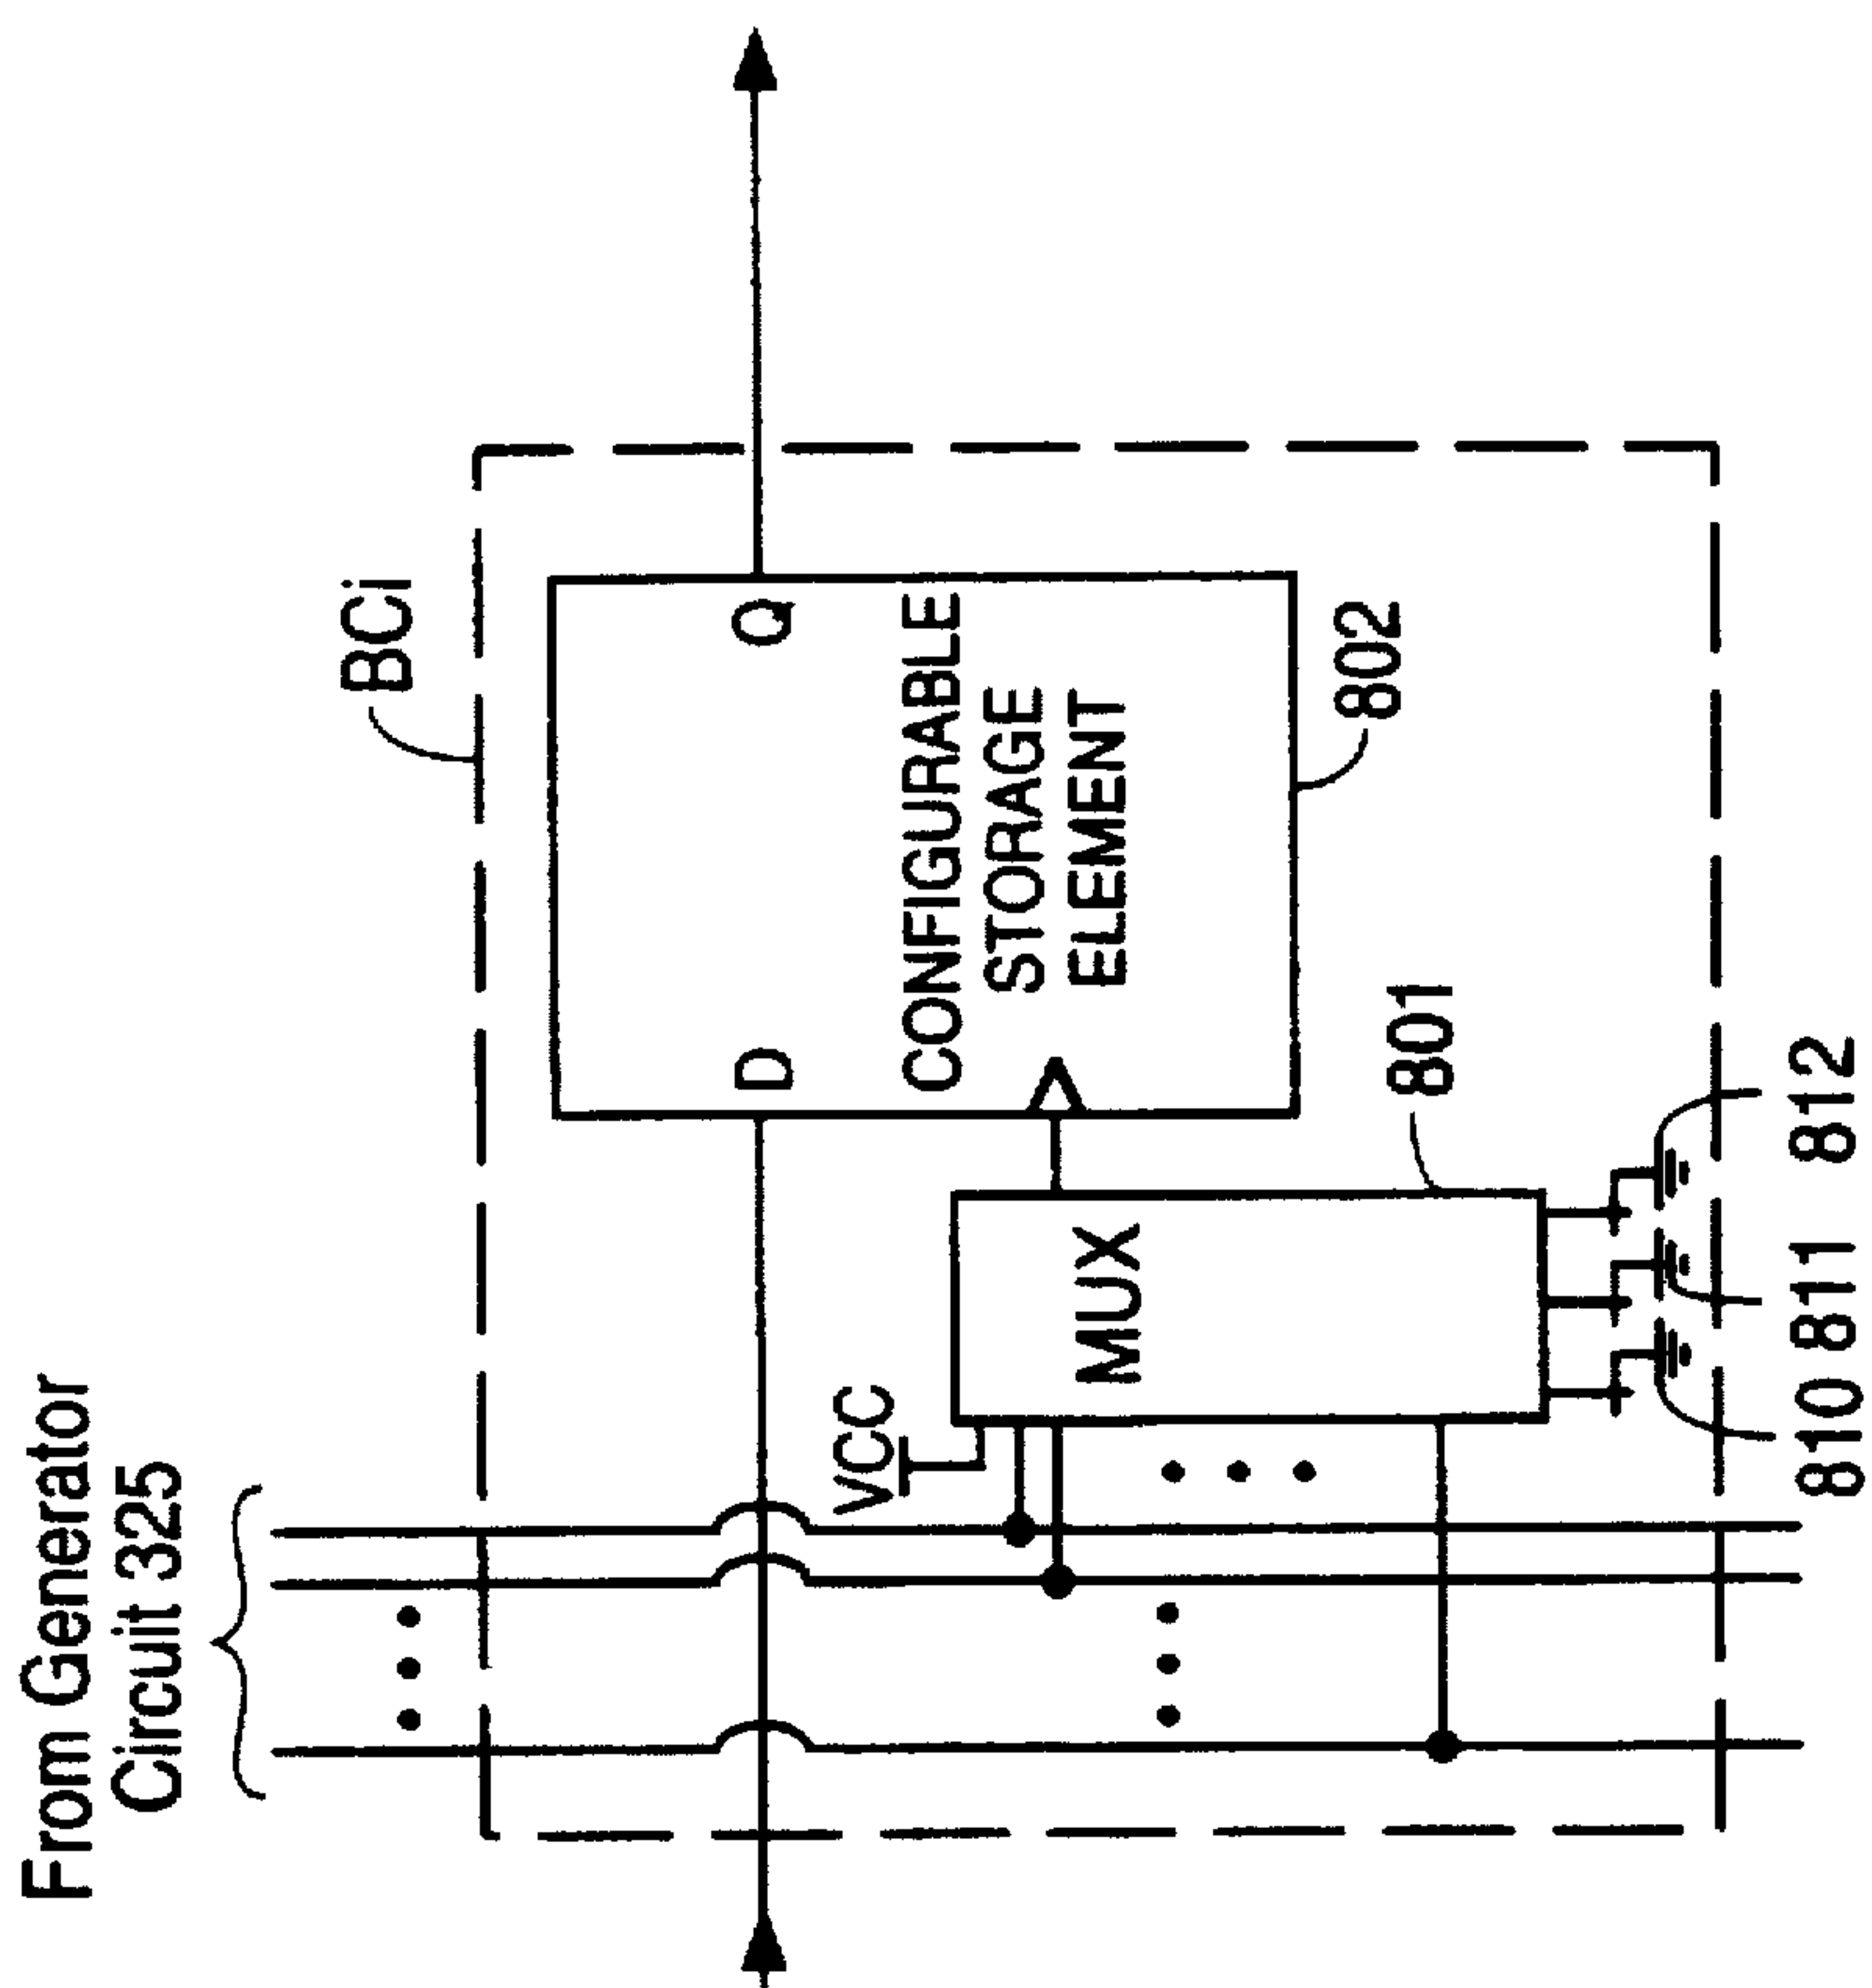 From Generator
Circuit 325
BCi
D
Q
VCC
CONFIGURABLE
STORAGE
ELEMENT
MUX
802
801
810
811
812